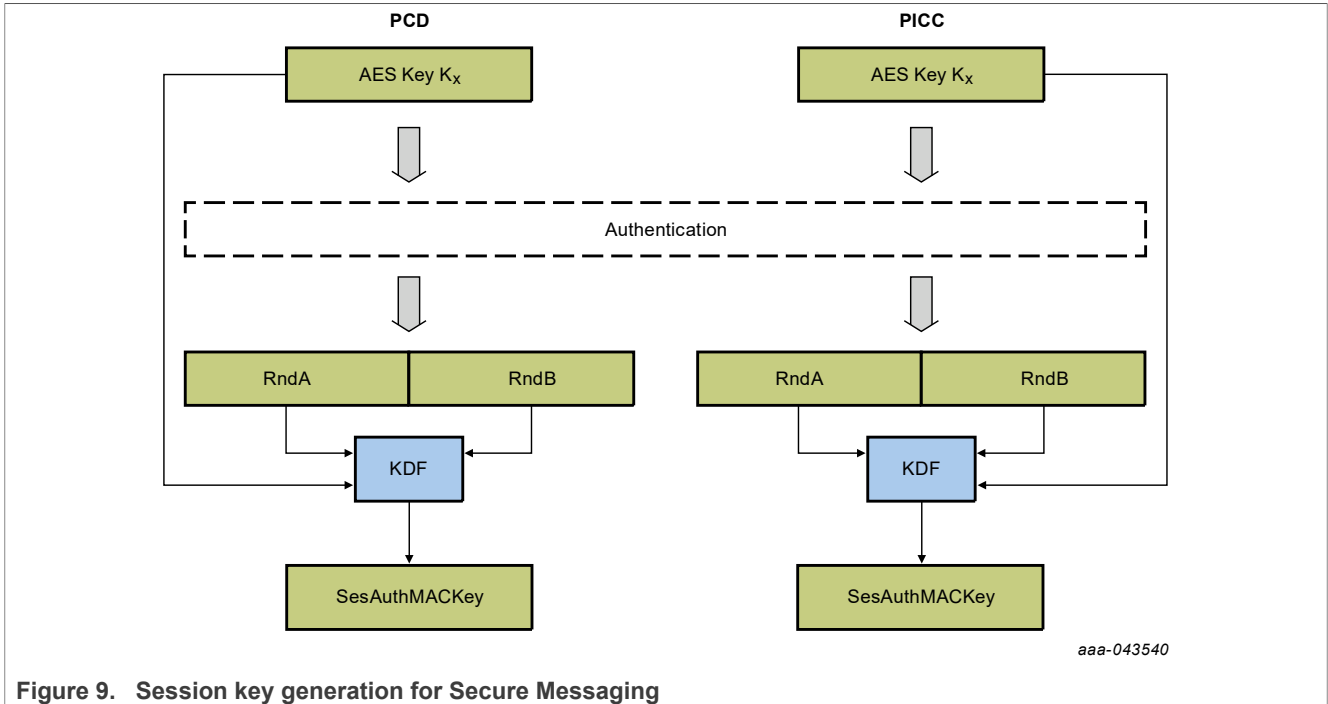 PCD
PICC
AES Key Kx
AES Key Kx
Authentication
RndA
RndB
RndA
RndB
KDF
KDF
SesAuthMACKey
SesAuthMACKey
aaa-043540
Figure 9. Session key generation for Secure Messaging